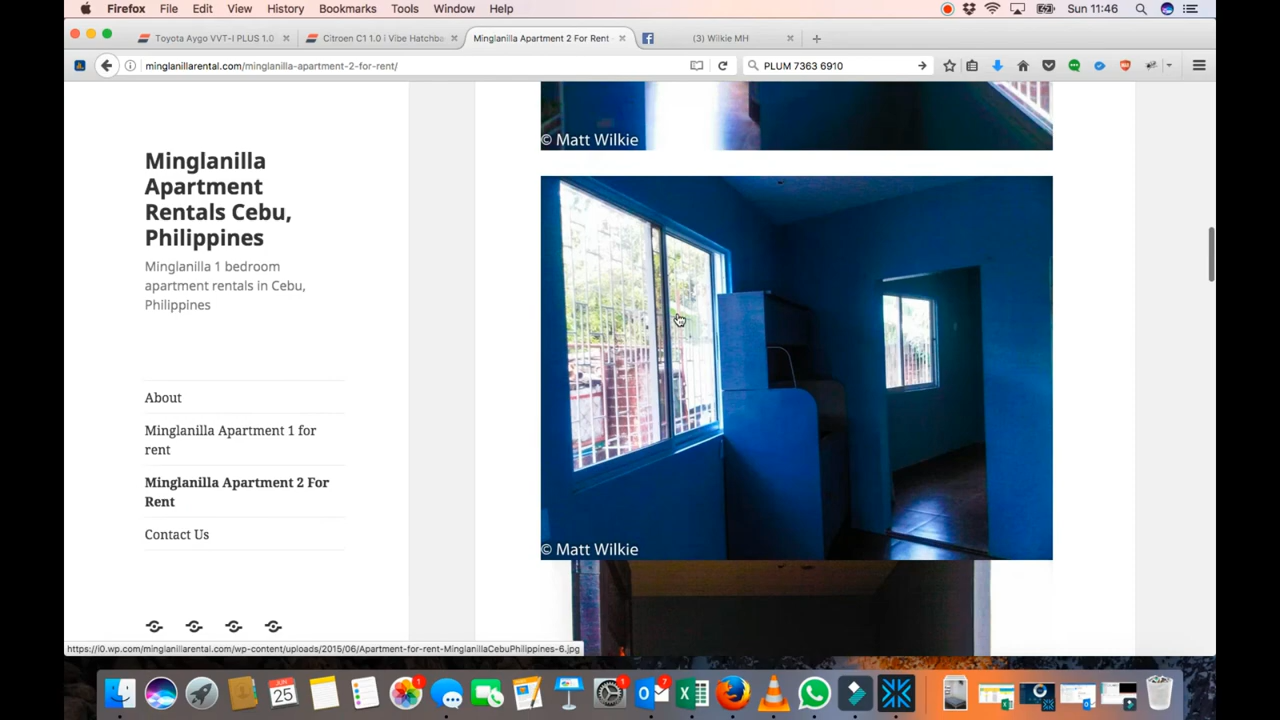 Firefox File Edit View History Bookmarks Tools Window Help Sun 11:46
Toyota Aygo VVT-I PLUS 1.0 Citroen C1 1.0 i Vibe Hatchba Minglanilla Apartment 2 For Rent (3) Wilkie MH
minglanillarental.com/minglanilla-apartment-2-for-rent/ PLUM 7363 6910
© Matt Wilkie
Minglanilla
Apartment
Rentals Cebu,
Philippines
Minglanilla 1 bedroom
apartment rentals in Cebu,
Philippines
About
Minglanilla Apartment 1 for
rent
Minglanilla Apartment 2 For
Rent
Contact Us
© Matt Wilkie
https://i0.wp.com/minglanillarental.com/wp-content/uploads/2015/06/Apartment-for-rent-MinglanillaCebuPhilippines-6.jpg
JUN
25
1
1
7